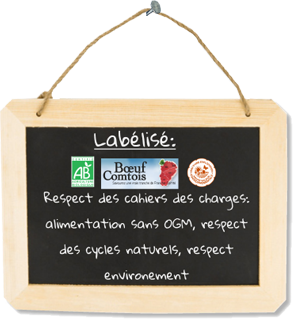 Labélisé:
AB
Bœuf
Comtois
Respect des cahiers des charges:
alimentation sans OGM, respect
des cycles naturels, respect
environement